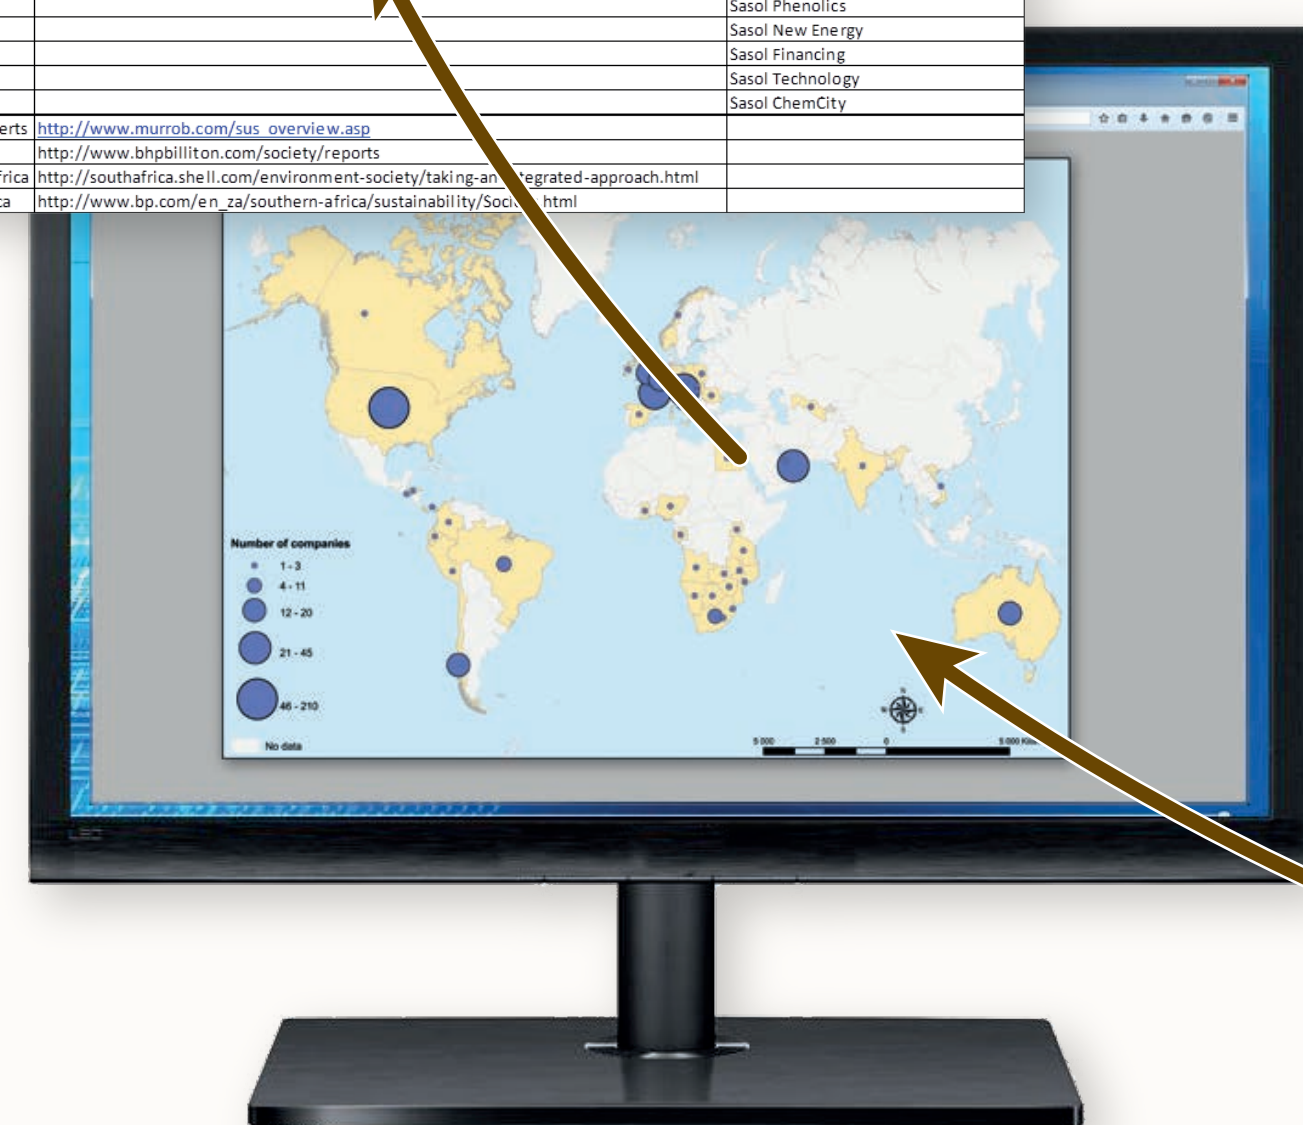 Sasol Phenolics
Sasol New Energy
Sasol Financing
Sasol Technology
Sasol ChemCity
erts http://www.murrob.com/sus_overview.asp
http://www.bhpbilliton.com/society/reports
frica http://southafrica.shell.com/environment-society/taking-an tegrated-approach.html
ca http://www.bp.com/en_za/southern-africa/sustainability/Soci html
Number of companies
1 - 3
4 - 11
12 - 20
21 - 45
46 - 210
No data
5 000 2 500 0 5 000